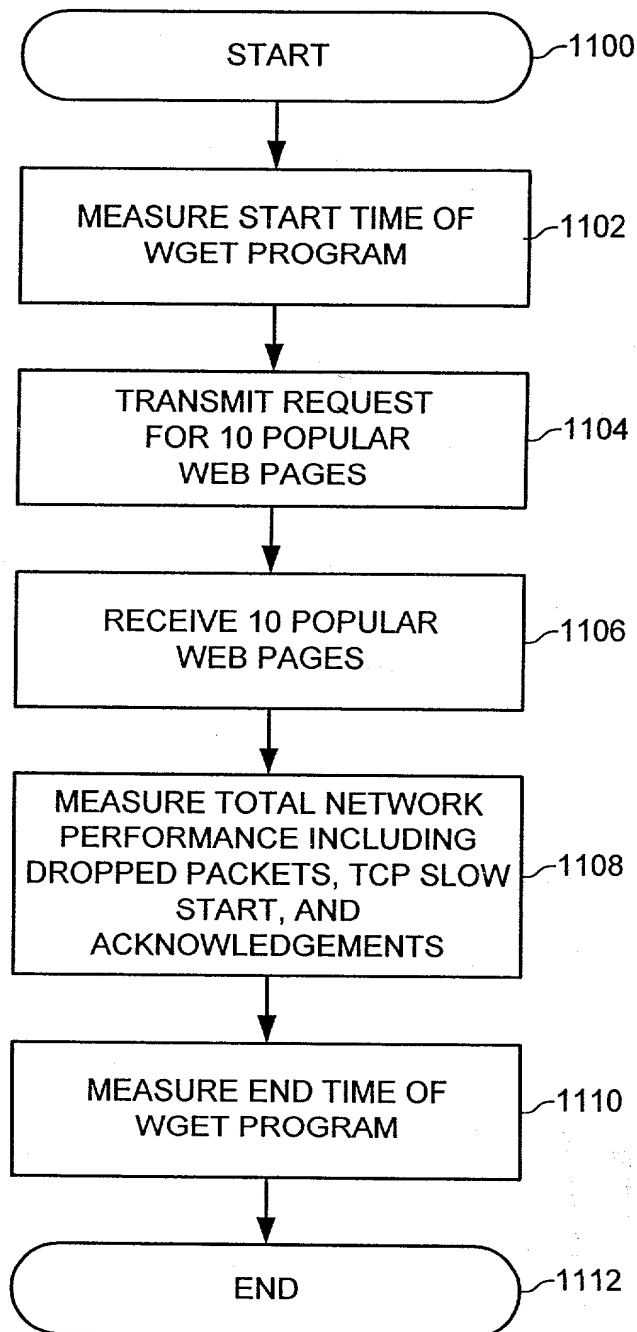 START
1100
MEASURE START TIME OF
WGET PROGRAM
1102
TRANSMIT REQUEST
FOR 10 POPULAR
WEB PAGES
1104
RECEIVE 10 POPULAR
WEB PAGES
1106
MEASURE TOTAL NETWORK
PERFORMANCE INCLUDING
DROPPED PACKETS, TCP SLOW
START, AND
ACKNOWLEDGEMENTS
1108
MEASURE END TIME OF
WGET PROGRAM
1110
END
1112